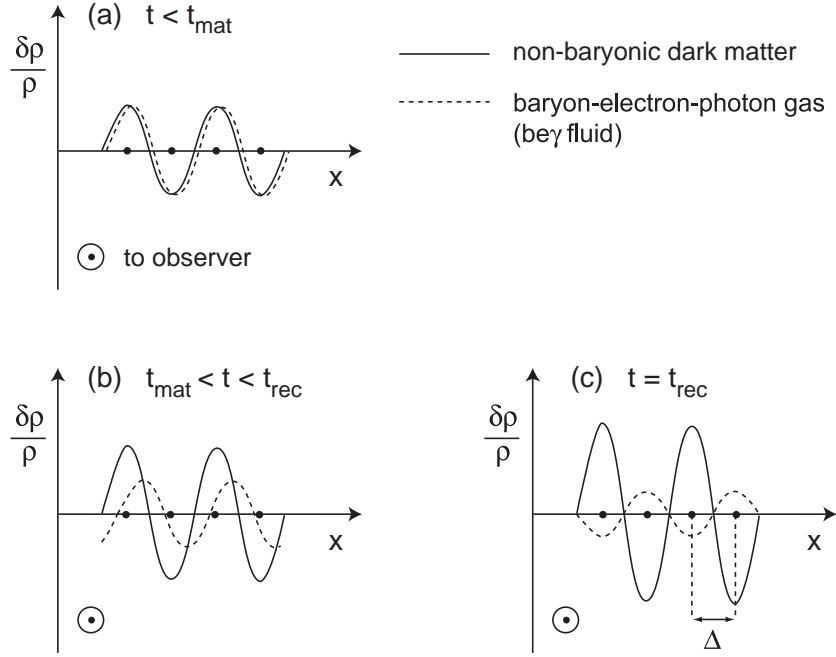 (a) t < t_mat
δρ
ρ
x
to observer
non-baryonic dark matter
baryon-electron-photon gas
(beγ fluid)
(b) t_mat < t < t_rec
δρ
ρ
x
(c) t = t_rec
δρ
ρ
x
Δ